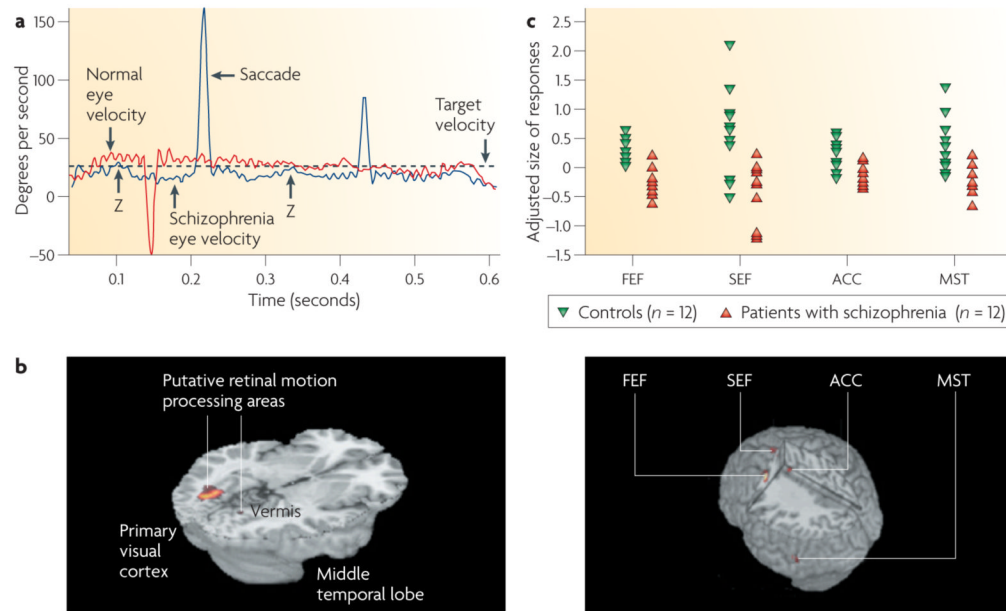 a
Degrees per second
150
100
50
0
–50
Normal
eye
velocity
Saccade
Target
velocity
Z
Schizophrenia
eye velocity
Z
0.1
0.2
0.3
0.4
0.5
0.6
Time (seconds)
c
Adjusted size of responses
2.5
2.0
1.5
1.0
0.5
0
–0.5
–1.0
–1.5
FEF
SEF
ACC
MST
Controls (n = 12)
Patients with schizophrenia (n = 12)
b
Putative retinal motion
processing areas
Vermis
Primary
visual
cortex
Middle
temporal lobe
FEF
SEF
ACC
MST